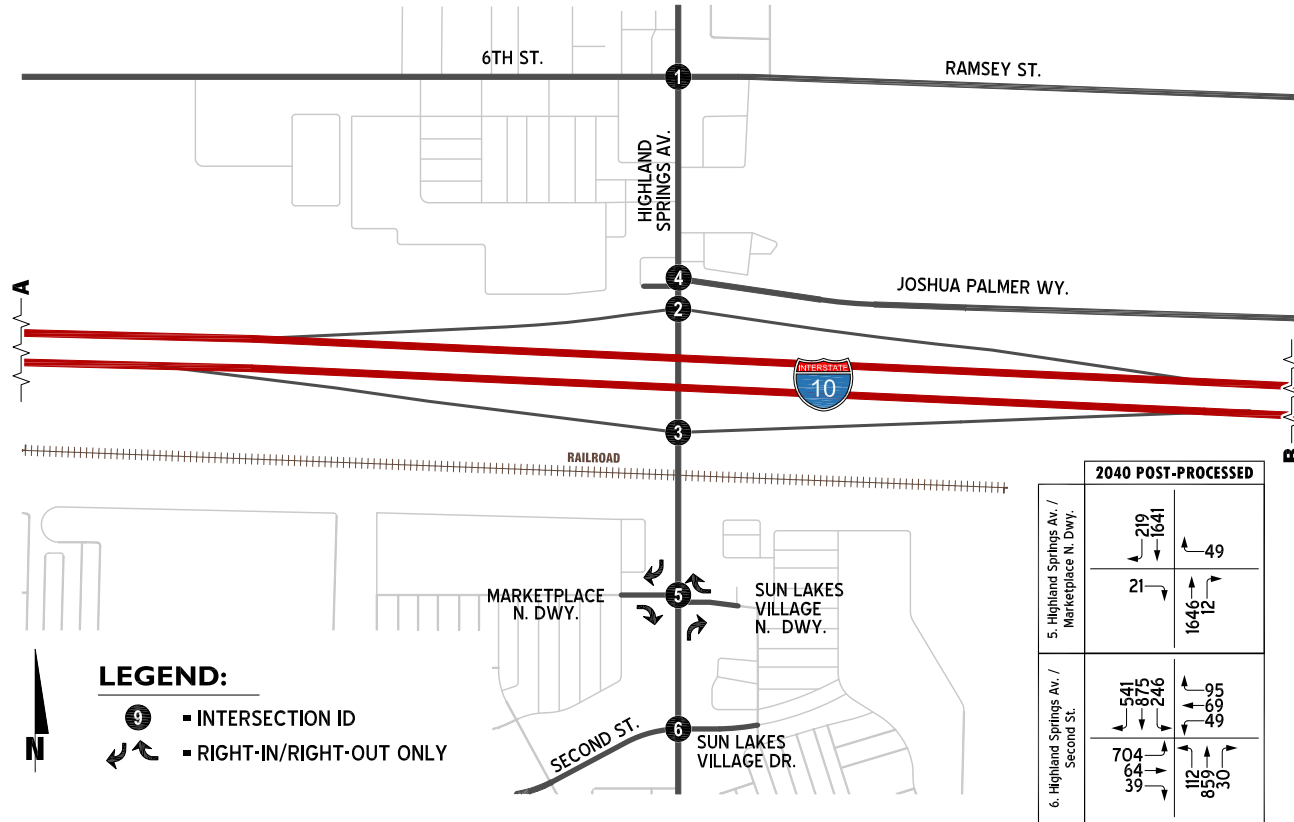 6TH ST.
RAMSEY ST.
1
HIGHLAND
SPRINGS AV.
4
JOSHUA PALMER WY.
2
A
INTERSTATE
10
3
B
RAILROAD
MARKETPLACE
N. DWY.
5
SUN LAKES
VILLAGE
N. DWY.
SECOND ST.
6
SUN LAKES
VILLAGE DR.
N
LEGEND:
9 = INTERSECTION ID
= RIGHT-IN/RIGHT-OUT ONLY
2040 POST-PROCESSED
5. Highland Springs Av. /
Marketplace N. Dwy.
219
1641
49
21
1646
12
6. Highland Springs Av. /
Second St.
541
875
246
95
69
49
704
64
39
112
859
30